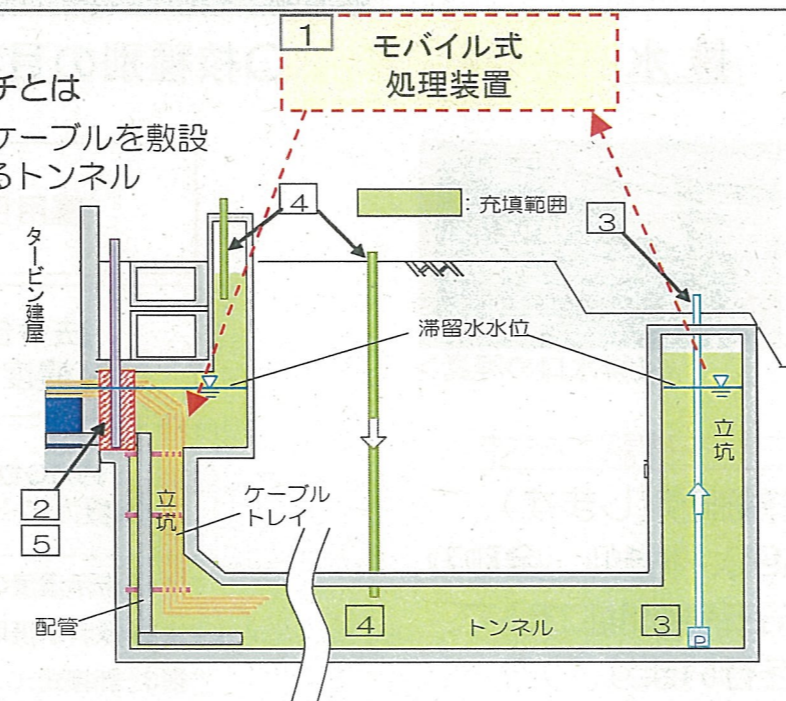 1
モバイル式
処理装置
チとは
ケーブルを敷設
るトンネル
4
：充填範囲
3
タービン建屋
滞留水水位
立坑
2
5
立坑
ケーブル
トレイ
配管
4
トンネル
3
P